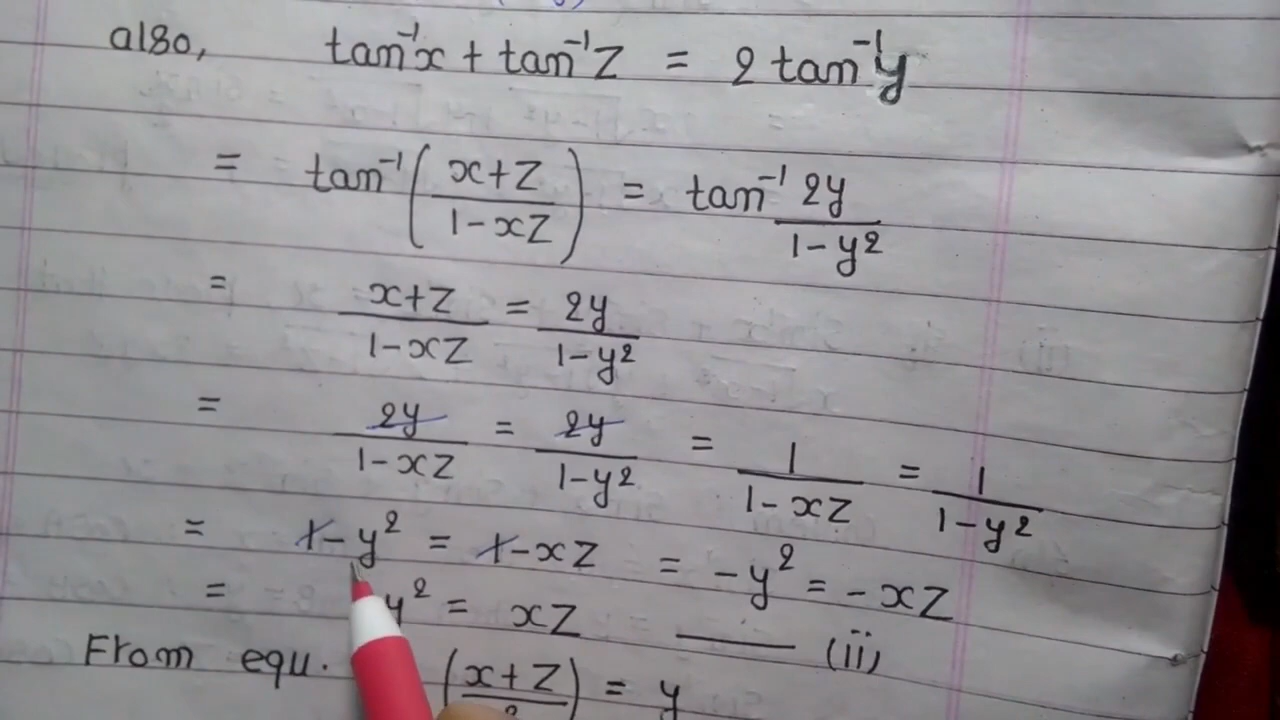 also, tan⁻¹x + tan⁻¹z = 2 tan⁻¹y
= tan⁻¹(x+z / 1-xz) = tan⁻¹ 2y / 1-y²
= x+z / 1-xz = 2y / 1-y²
= 2y / 1-xz = 2y / 1-y² = 1 / 1-xz = 1 / 1-y²
= 1-y² = 1-xz = -y² = -xz
= y² = xz —— (ii)
From equ. (x+z / 2) = y